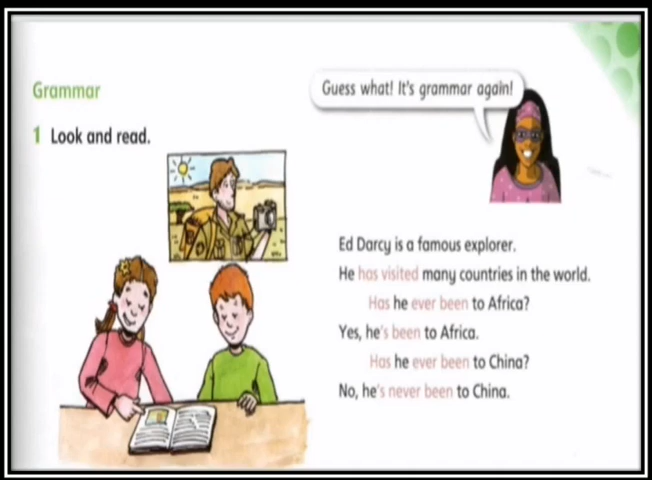 Grammar
Guess what! It's grammar again!
1 Look and read.
Ed Darcy is a famous explorer.
He has visited many countries in the world.
Has he ever been to Africa?
Yes, he's been to Africa.
Has he ever been to China?
No, he's never been to China.